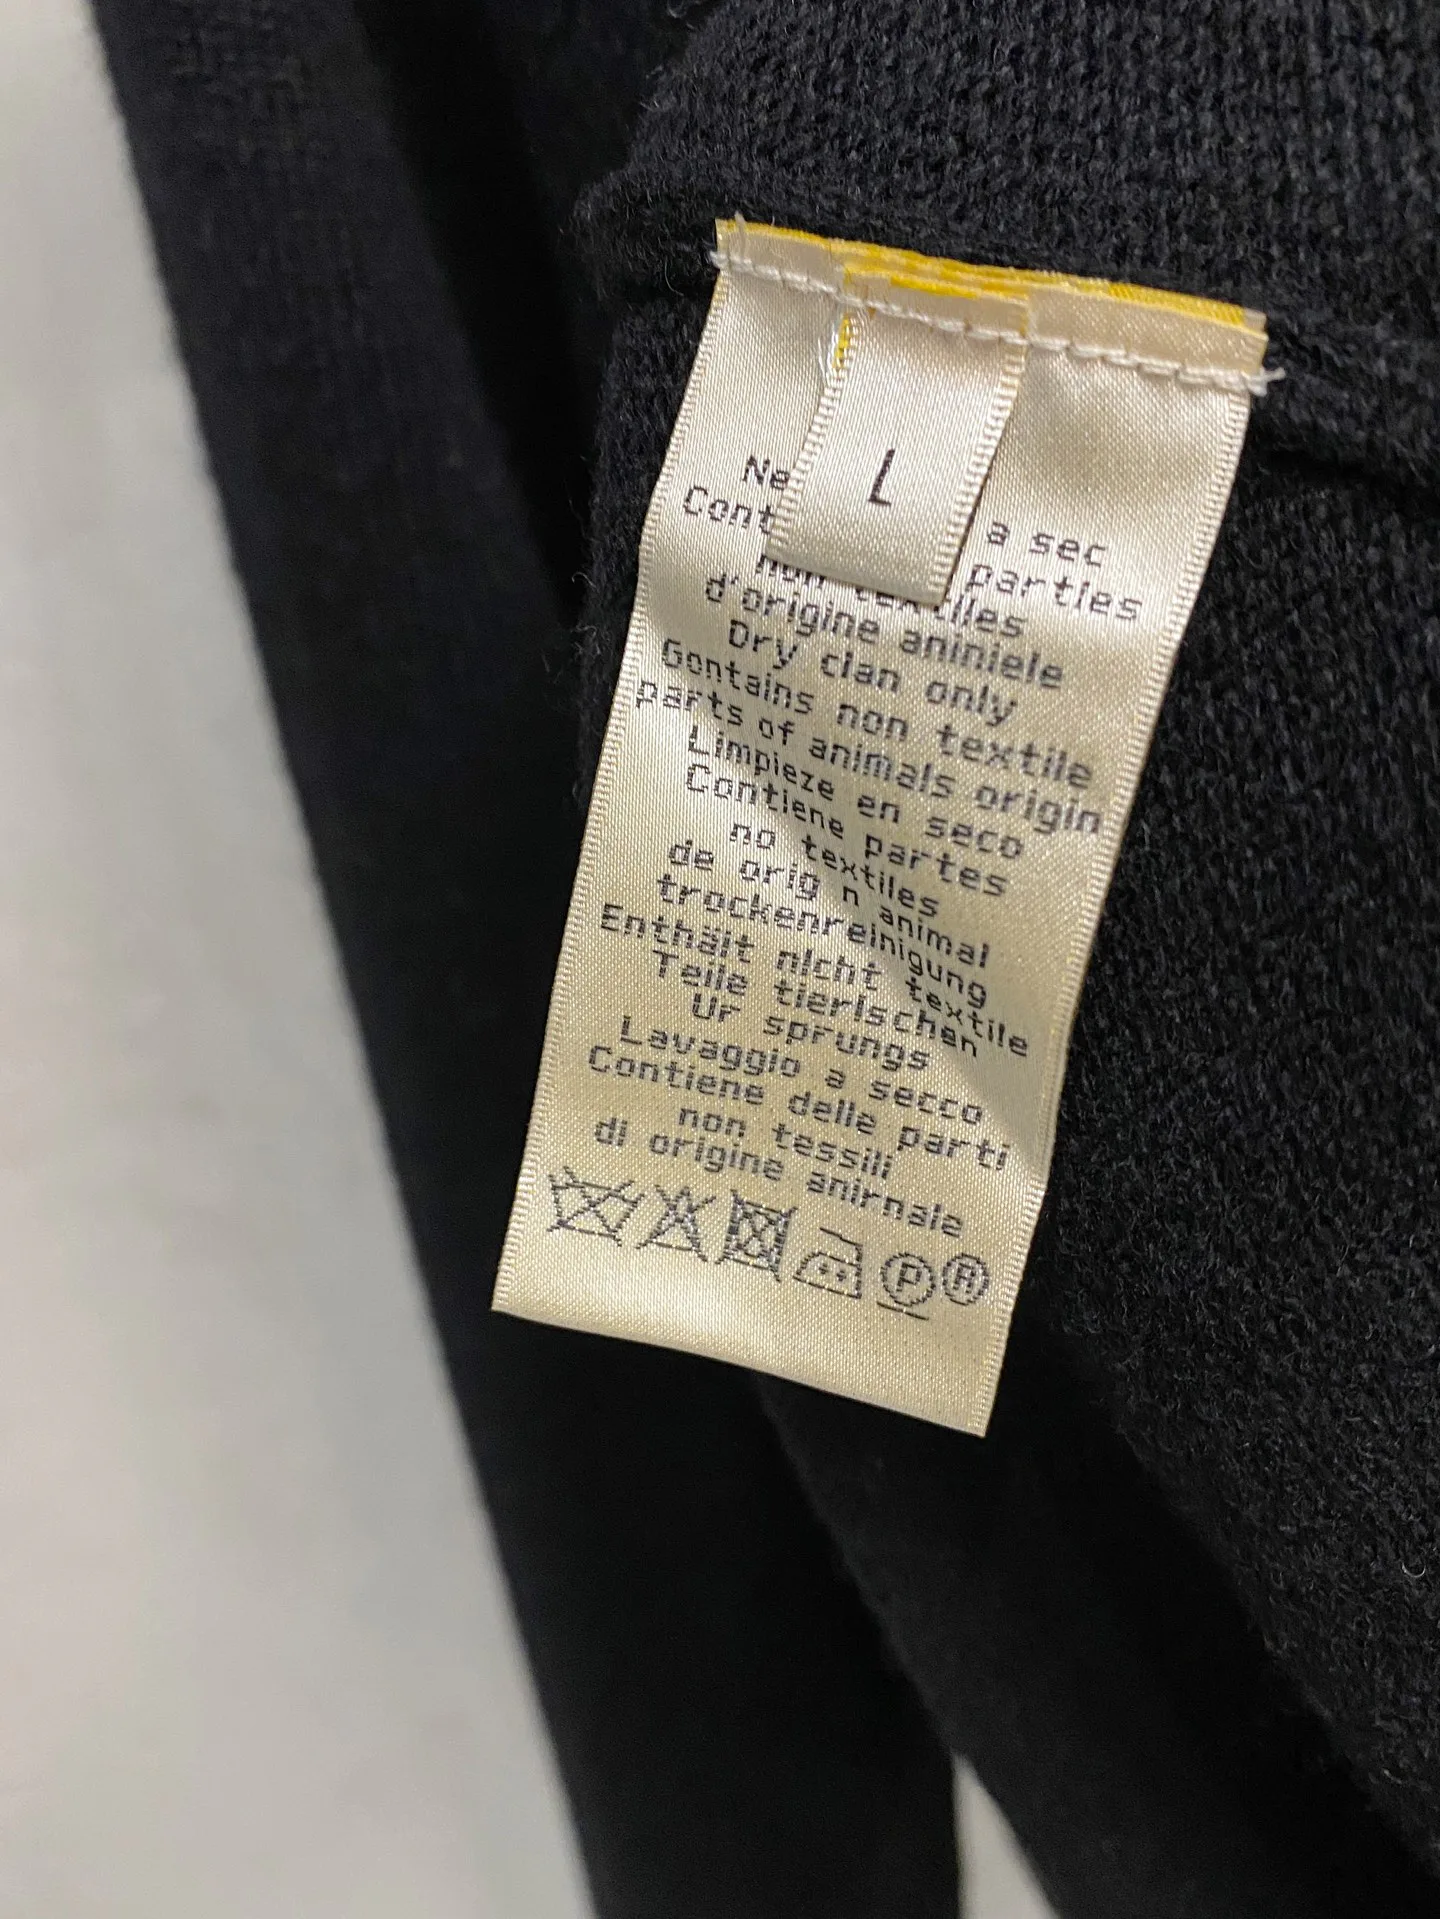 L
Ne
Cont a sec
non textiles parties
d'origine aniniele
Dry clan only
Gontains non textile
parts of animals origin
Limpieze en seco
Contiene partes
no textiles
de orig n animal
trockenreinigung
Enthäit nicht textile
Teile tierischen
Ur sprungs
Lavaggio a secco
Contiene delle parti
non tessili
di origine anirnale
P ®